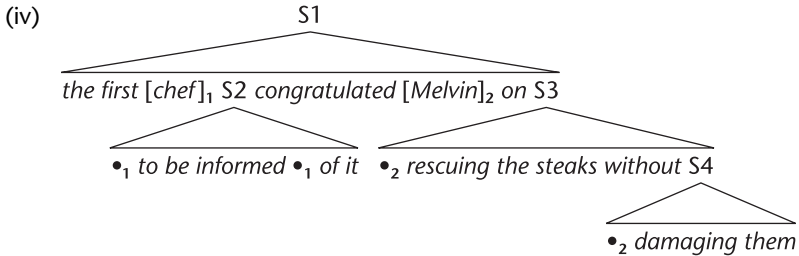 (iv) S1
the first [chef]₁ S2 congratulated [Melvin]₂ on S3
•₁ to be informed •₁ of it •₂ rescuing the steaks without S4
•₂ damaging them